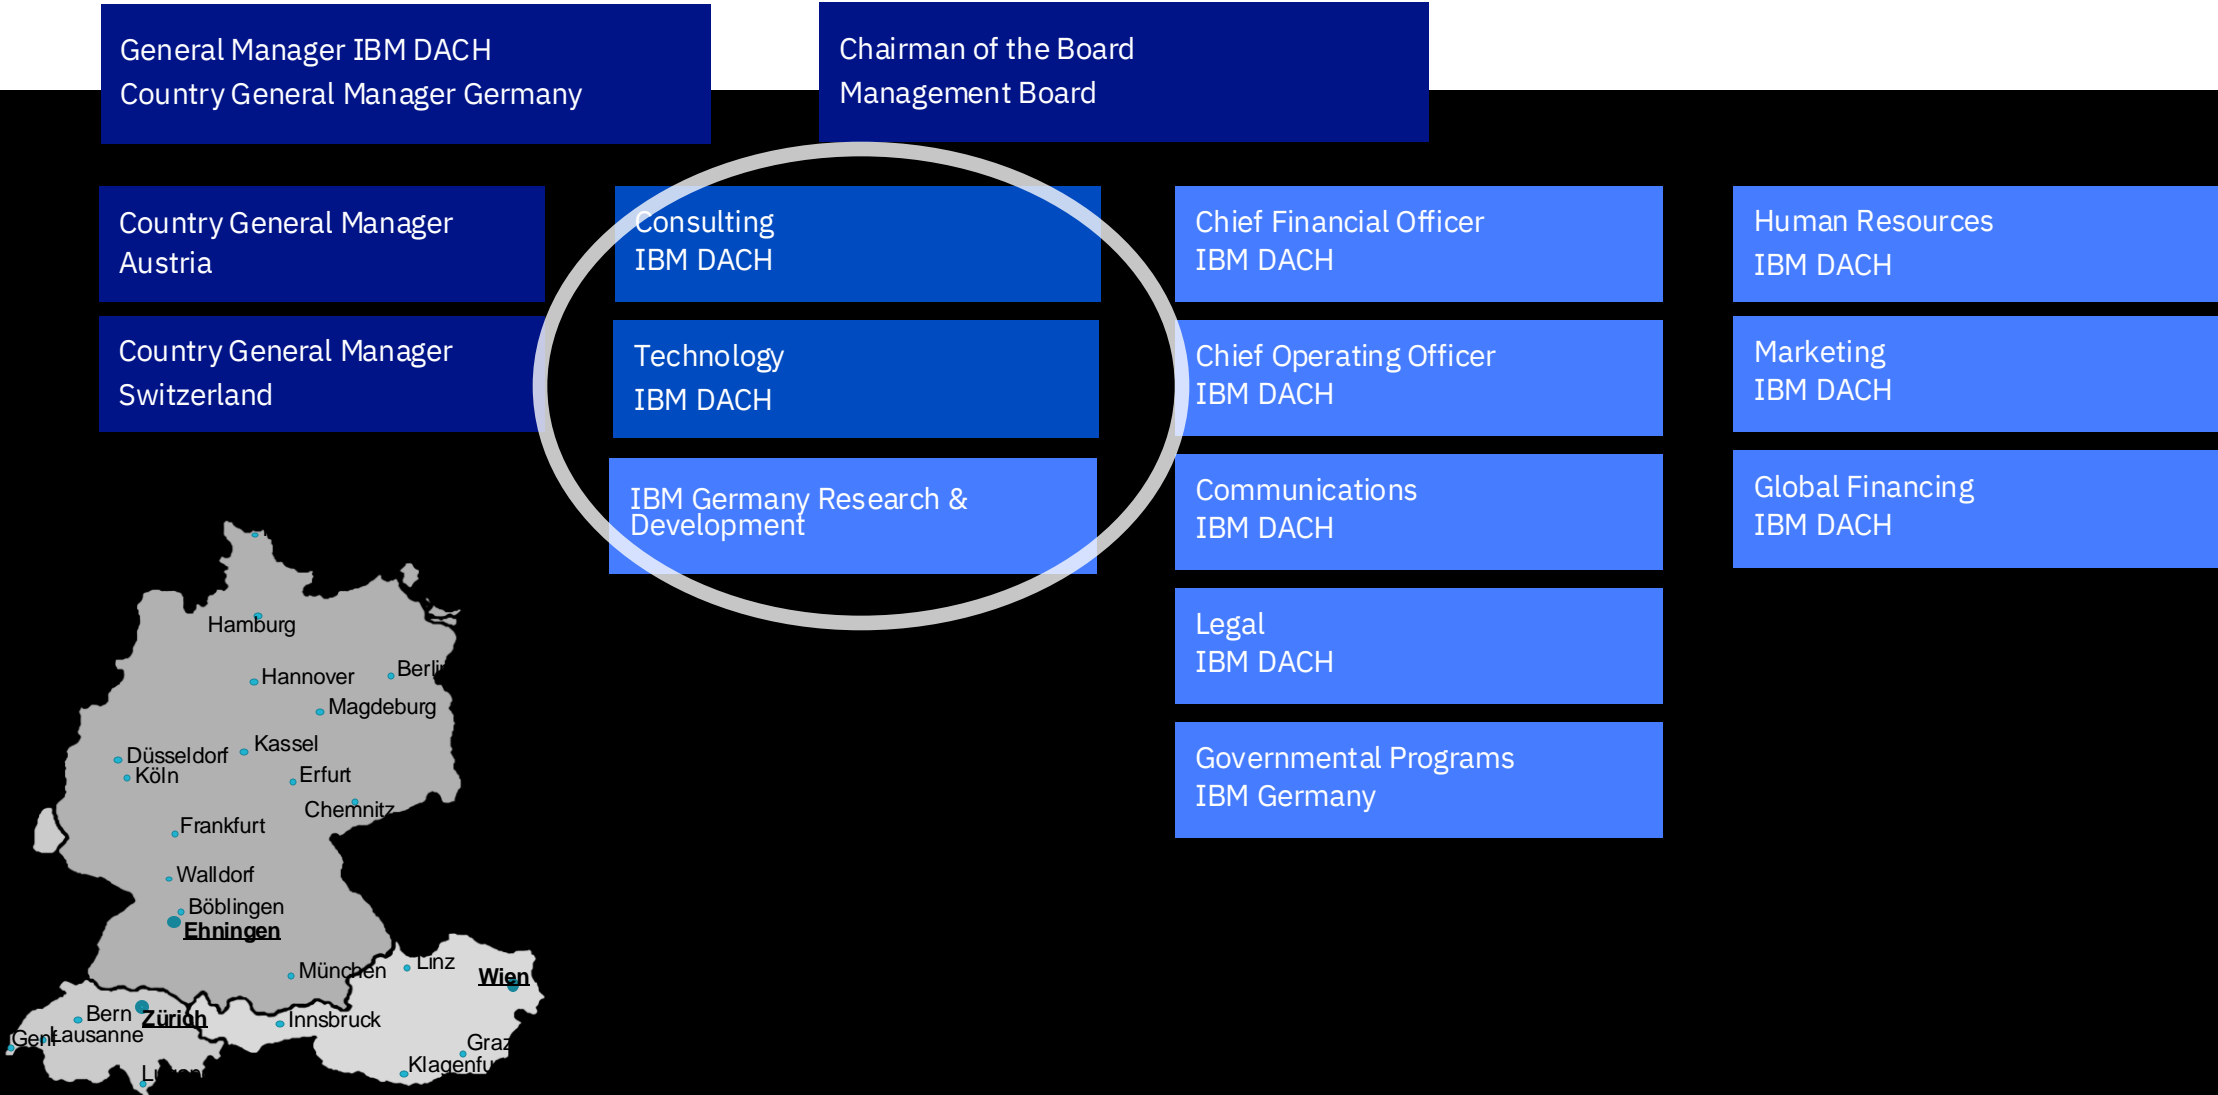 General Manager IBM DACH
Country General Manager Germany
Chairman of the Board
Management Board
Country General Manager
Austria
Country General Manager
Switzerland
Consulting
IBM DACH
Technology
IBM DACH
IBM Germany Research &
Development
Chief Financial Officer
IBM DACH
Chief Operating Officer
IBM DACH
Communications
IBM DACH
Legal
IBM DACH
Governmental Programs
IBM Germany
Human Resources
IBM DACH
Marketing
IBM DACH
Global Financing
IBM DACH
Hamburg
Berlin
Hannover
Magdeburg
Kassel
Düsseldorf
Köln
Erfurt
Chemnitz
Frankfurt
Walldorf
Böblingen
Ehningen
München
Linz
Wien
Bern
Zürich
Innsbruck
Lausanne
Genf
Graz